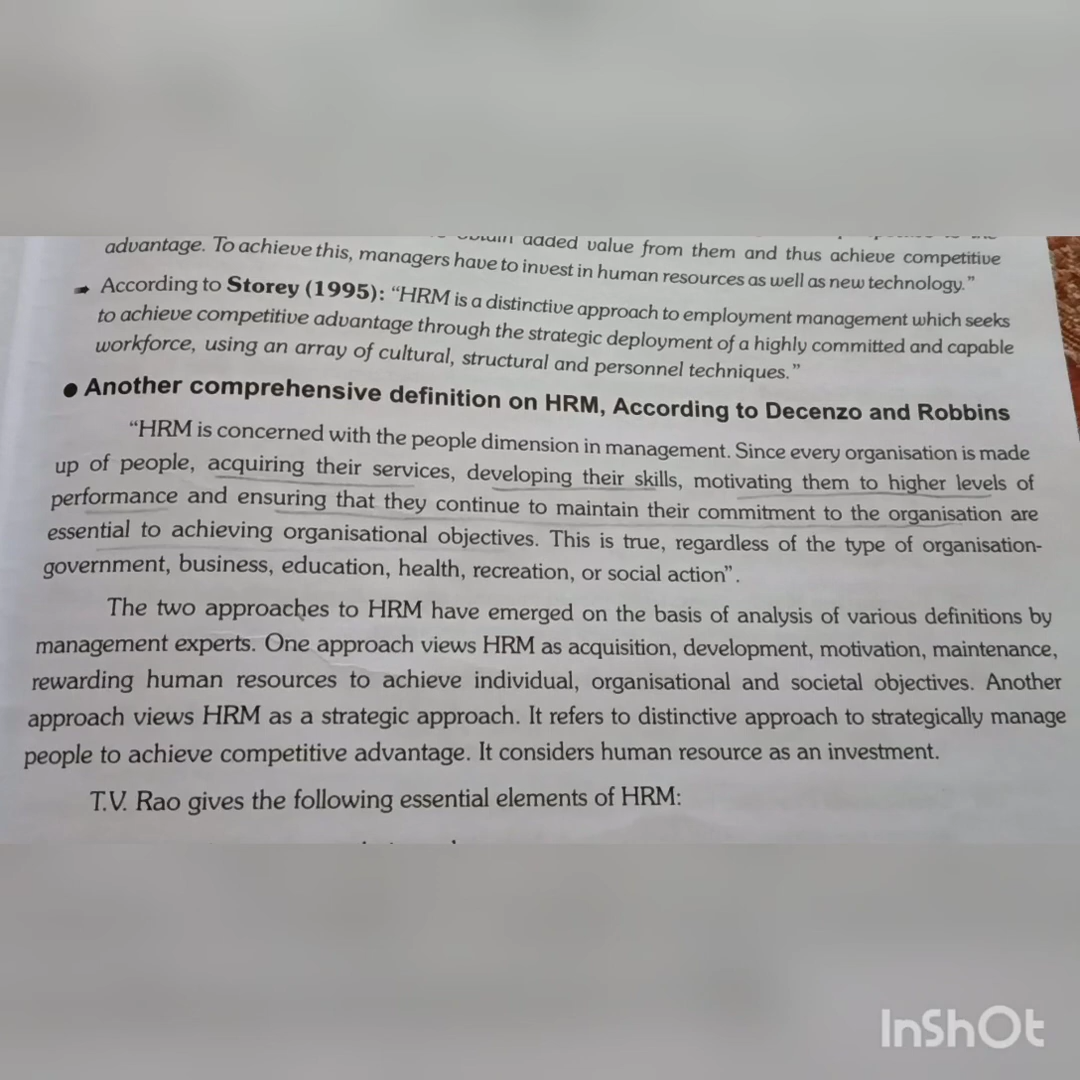 added value from them and thus achieve competitive
advantage. To achieve this, managers have to invest in human resources as well as new technology."
According to Storey (1995): "HRM is a distinctive approach to employment management which seeks
to achieve competitive advantage through the strategic deployment of a highly committed and capable
workforce, using an array of cultural, structural and personnel techniques."
● Another comprehensive definition on HRM, According to Decenzo and Robbins
"HRM is concerned with the people dimension in management. Since every organisation is made
up of people, acquiring their services, developing their skills, motivating them to higher levels of
performance and ensuring that they continue to maintain their commitment to the organisation are
essential to achieving organisational objectives. This is true, regardless of the type of organisation-
government, business, education, health, recreation, or social action".
The two approaches to HRM have emerged on the basis of analysis of various definitions by
management experts. One approach views HRM as acquisition, development, motivation, maintenance,
rewarding human resources to achieve individual, organisational and societal objectives. Another
approach views HRM as a strategic approach. It refers to distinctive approach to strategically manage
people to achieve competitive advantage. It considers human resource as an investment.
T.V. Rao gives the following essential elements of HRM:
InShOt